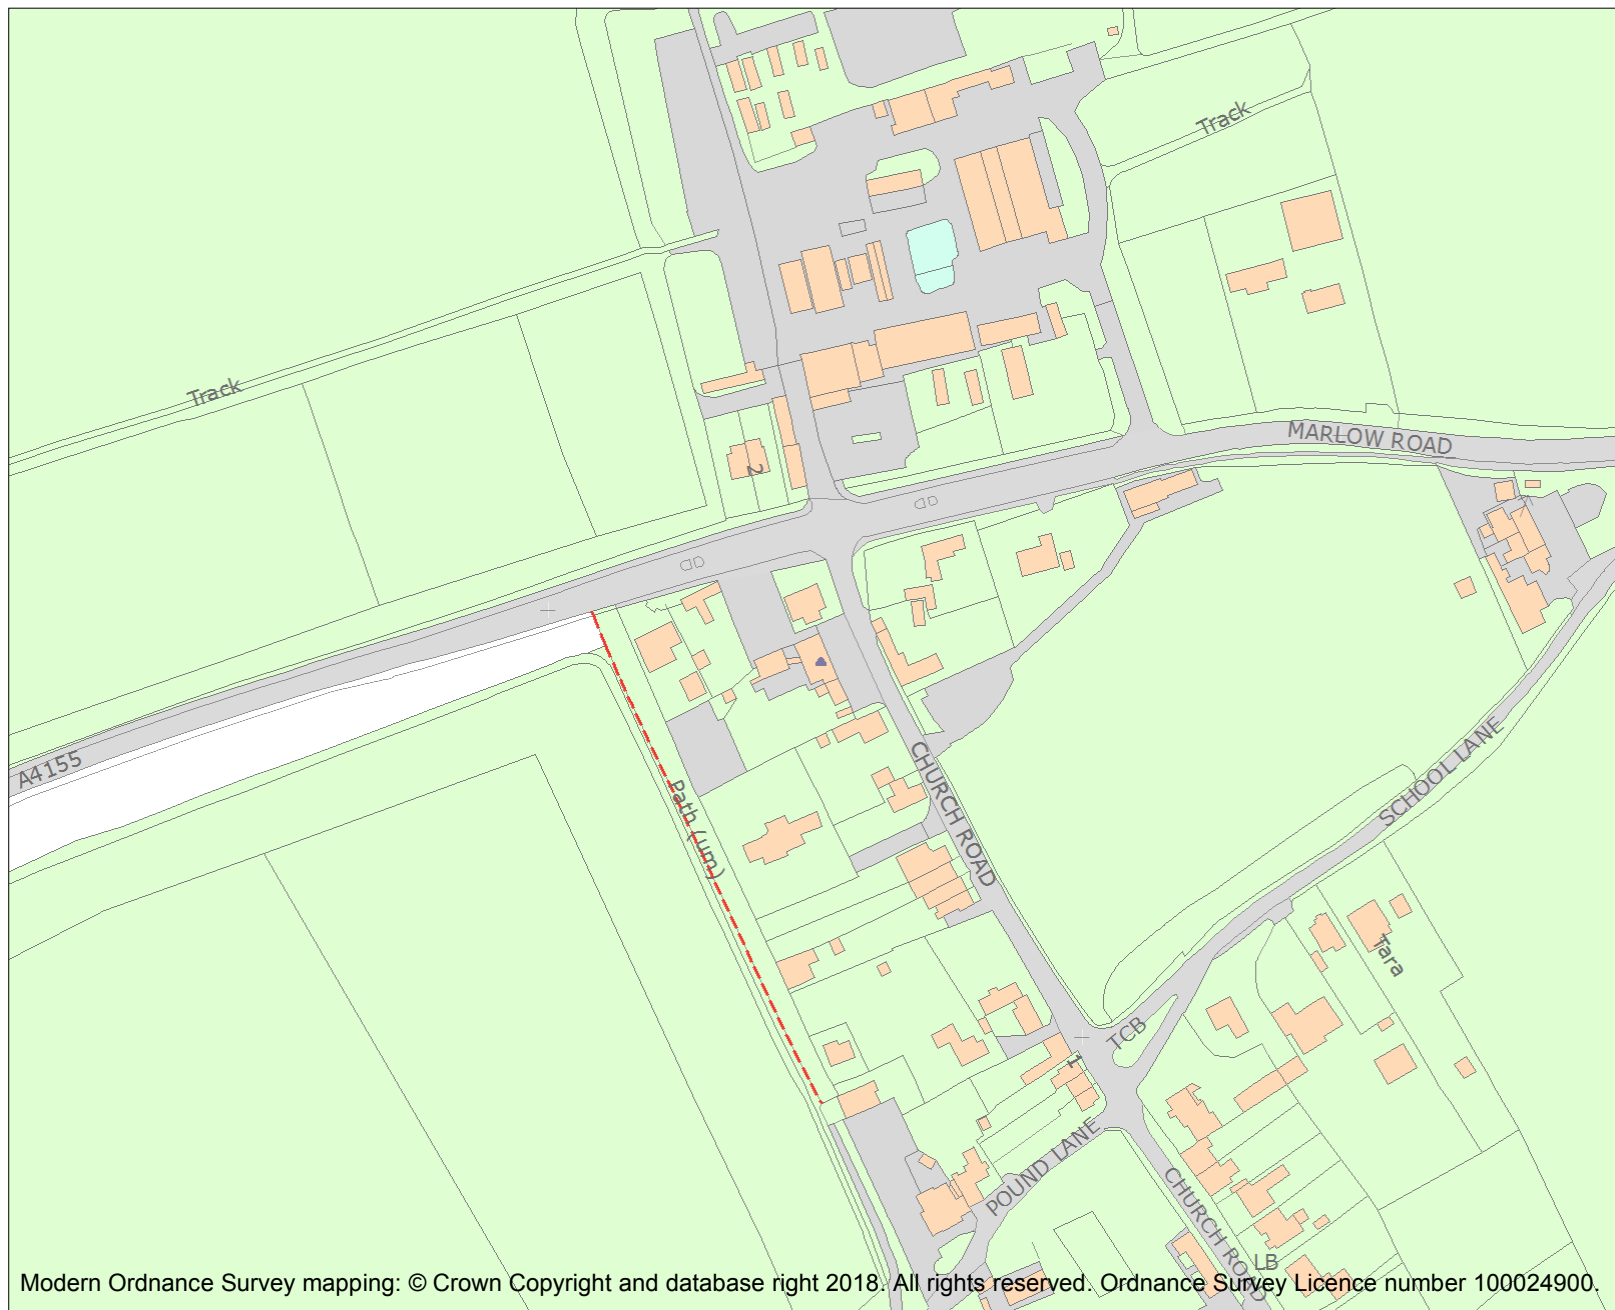 Track
Track
MARLOW ROAD
2
A4155
Path (um)
CHURCH ROAD
SCHOOL LANE
Tara
TCB
1
POUND LANE
CHURCH ROAD
LB
Modern Ordnance Survey mapping: © Crown Copyright and database right 2018. All rights reserved. Ordnance Survey Licence number 100024900.